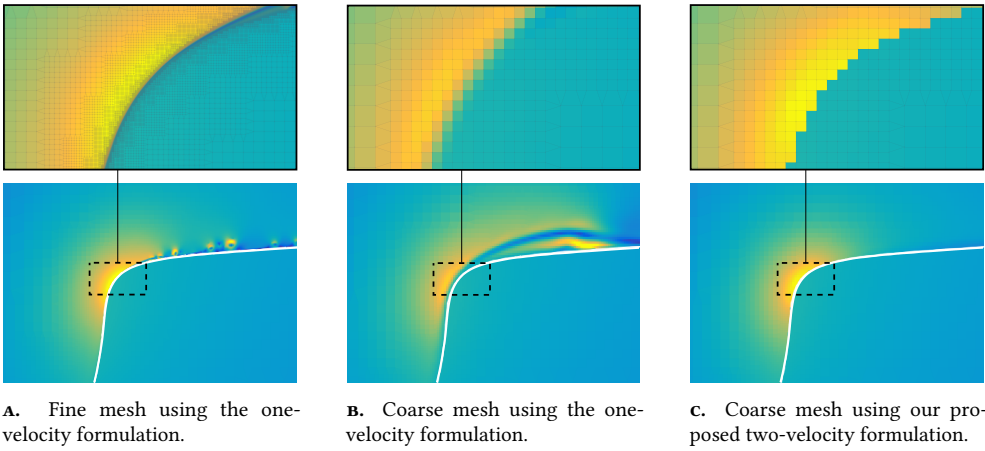 A. Fine mesh using the one-
velocity formulation.
B. Coarse mesh using the one-
velocity formulation.
C. Coarse mesh using our pro-
posed two-velocity formulation.